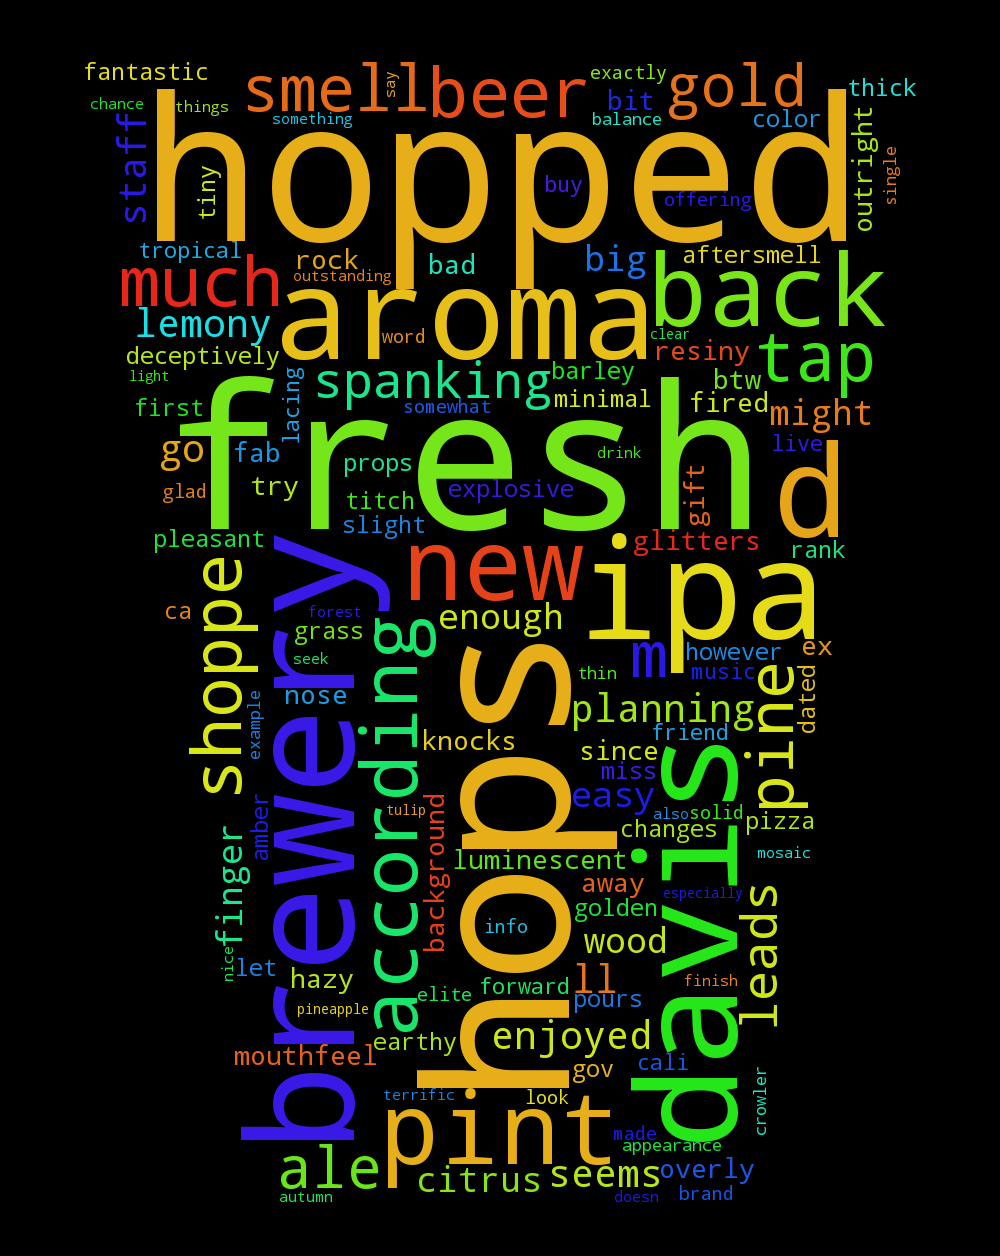 fantastic
smell
say
beer
exactly
gold
thick
chance
things
something
bit
balance
color
hopped
staff
tiny
buy
offering
outright
single
tropical
rock
bad
big
aftersmell
much
outstanding
back
lemony
aroma
word
clear
resiny
tap
deceptively
light
lacing
spanking
barley
btw
minimal
fired
might
first
somewhat
go
fab
fresh
props
drink
live
d
glad
try
titch
explosive
gift
slight
pleasant
new
glitters
rank
ipa
shoppe
brewery
ca
forest
grass
enough
seek
according
m
however
ex
thin
music
nose
example
hops
planning
pine
dated
friend
knocks
since
miss
easy
davis
amber
tulip
background
also
solid
changes
pizza
luminescent
mosaic
finger
away
especially
golden
leads
info
wood
nice
let
hazy
elite
forward
ll
finish
pours
pineapple
earthy
enjoyed
mouthfeel
gov
cali
terrific
look
crowler
pint
made
appearance
ale
citrus
seems
overly
autumn
doesn
brand